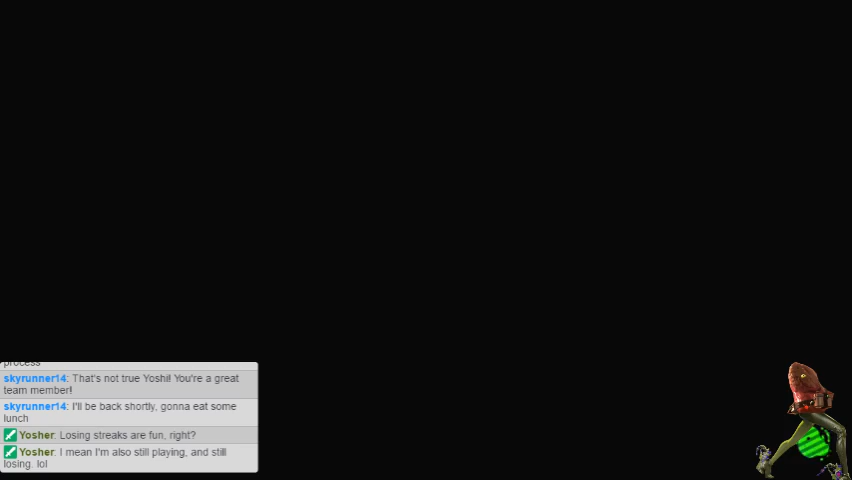 process
skyrunner14: That's not true Yoshi! You're a great
team member!
skyrunner14: I'll be back shortly, gonna eat some
lunch
Yosher: Losing streaks are fun, right?
Yosher: I mean I'm also still playing, and still
losing. lol